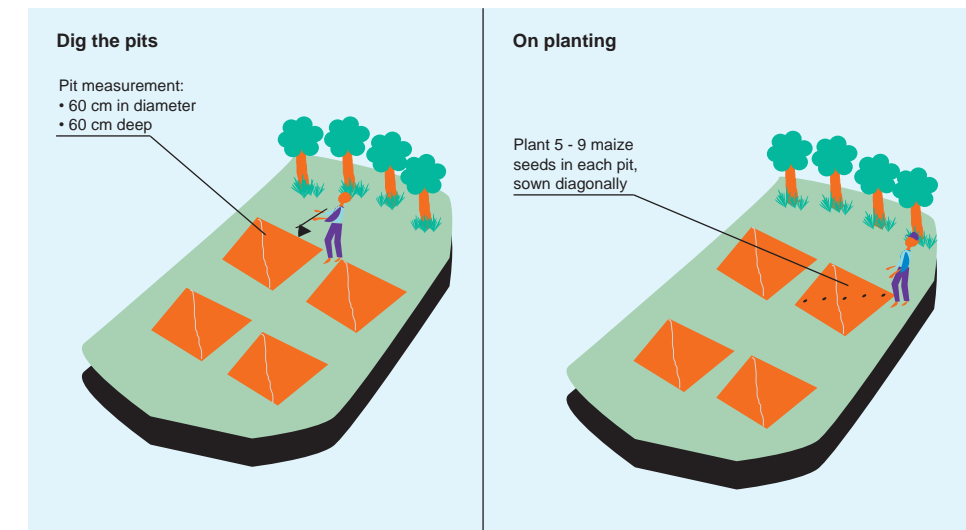 Dig the pits
Pit measurement:
• 60 cm in diameter
• 60 cm deep
On planting
Plant 5 - 9 maize
seeds in each pit,
sown diagonally